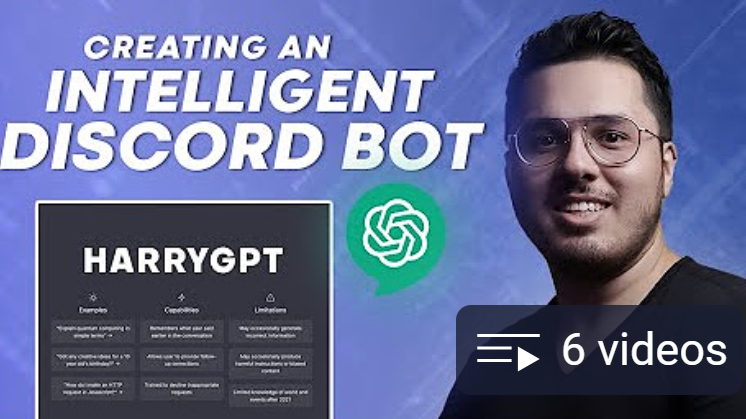 CREATING AN
INTELLIGENT
DISCORD BOT
HARRYGPT
Examples
Capabilities
Limitations
"Explain quantum computing in
simple terms" →
Remembers what user said
earlier in the conversation
May occasionally generate
incorrect information
"Got any creative ideas for a 10
year old's birthday?" →
Allows user to provide follow-
up corrections
May occasionally produce
harmful instructions or biased
content
"How do I make an HTTP
request in Javascript?" →
Trained to decline inappropriate
requests
Limited knowledge of world and
events after 2021
6 videos